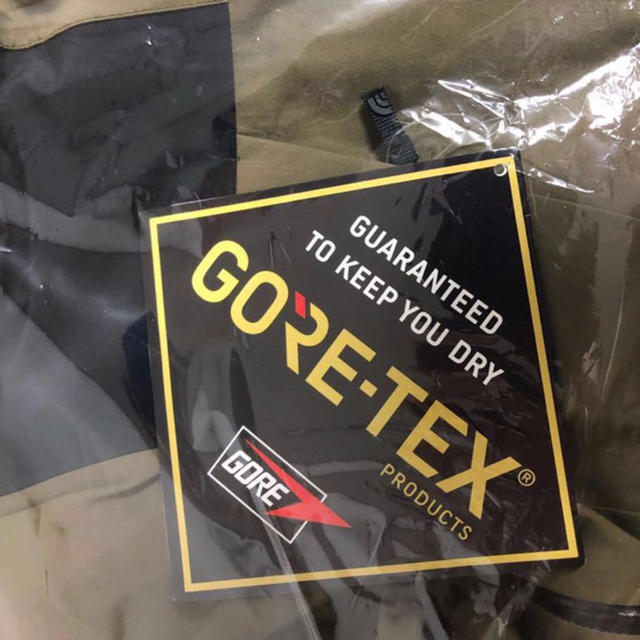 GUARANTEED
TO KEEP YOU DRY
GORE-TEX®
PRODUCTS
GORE